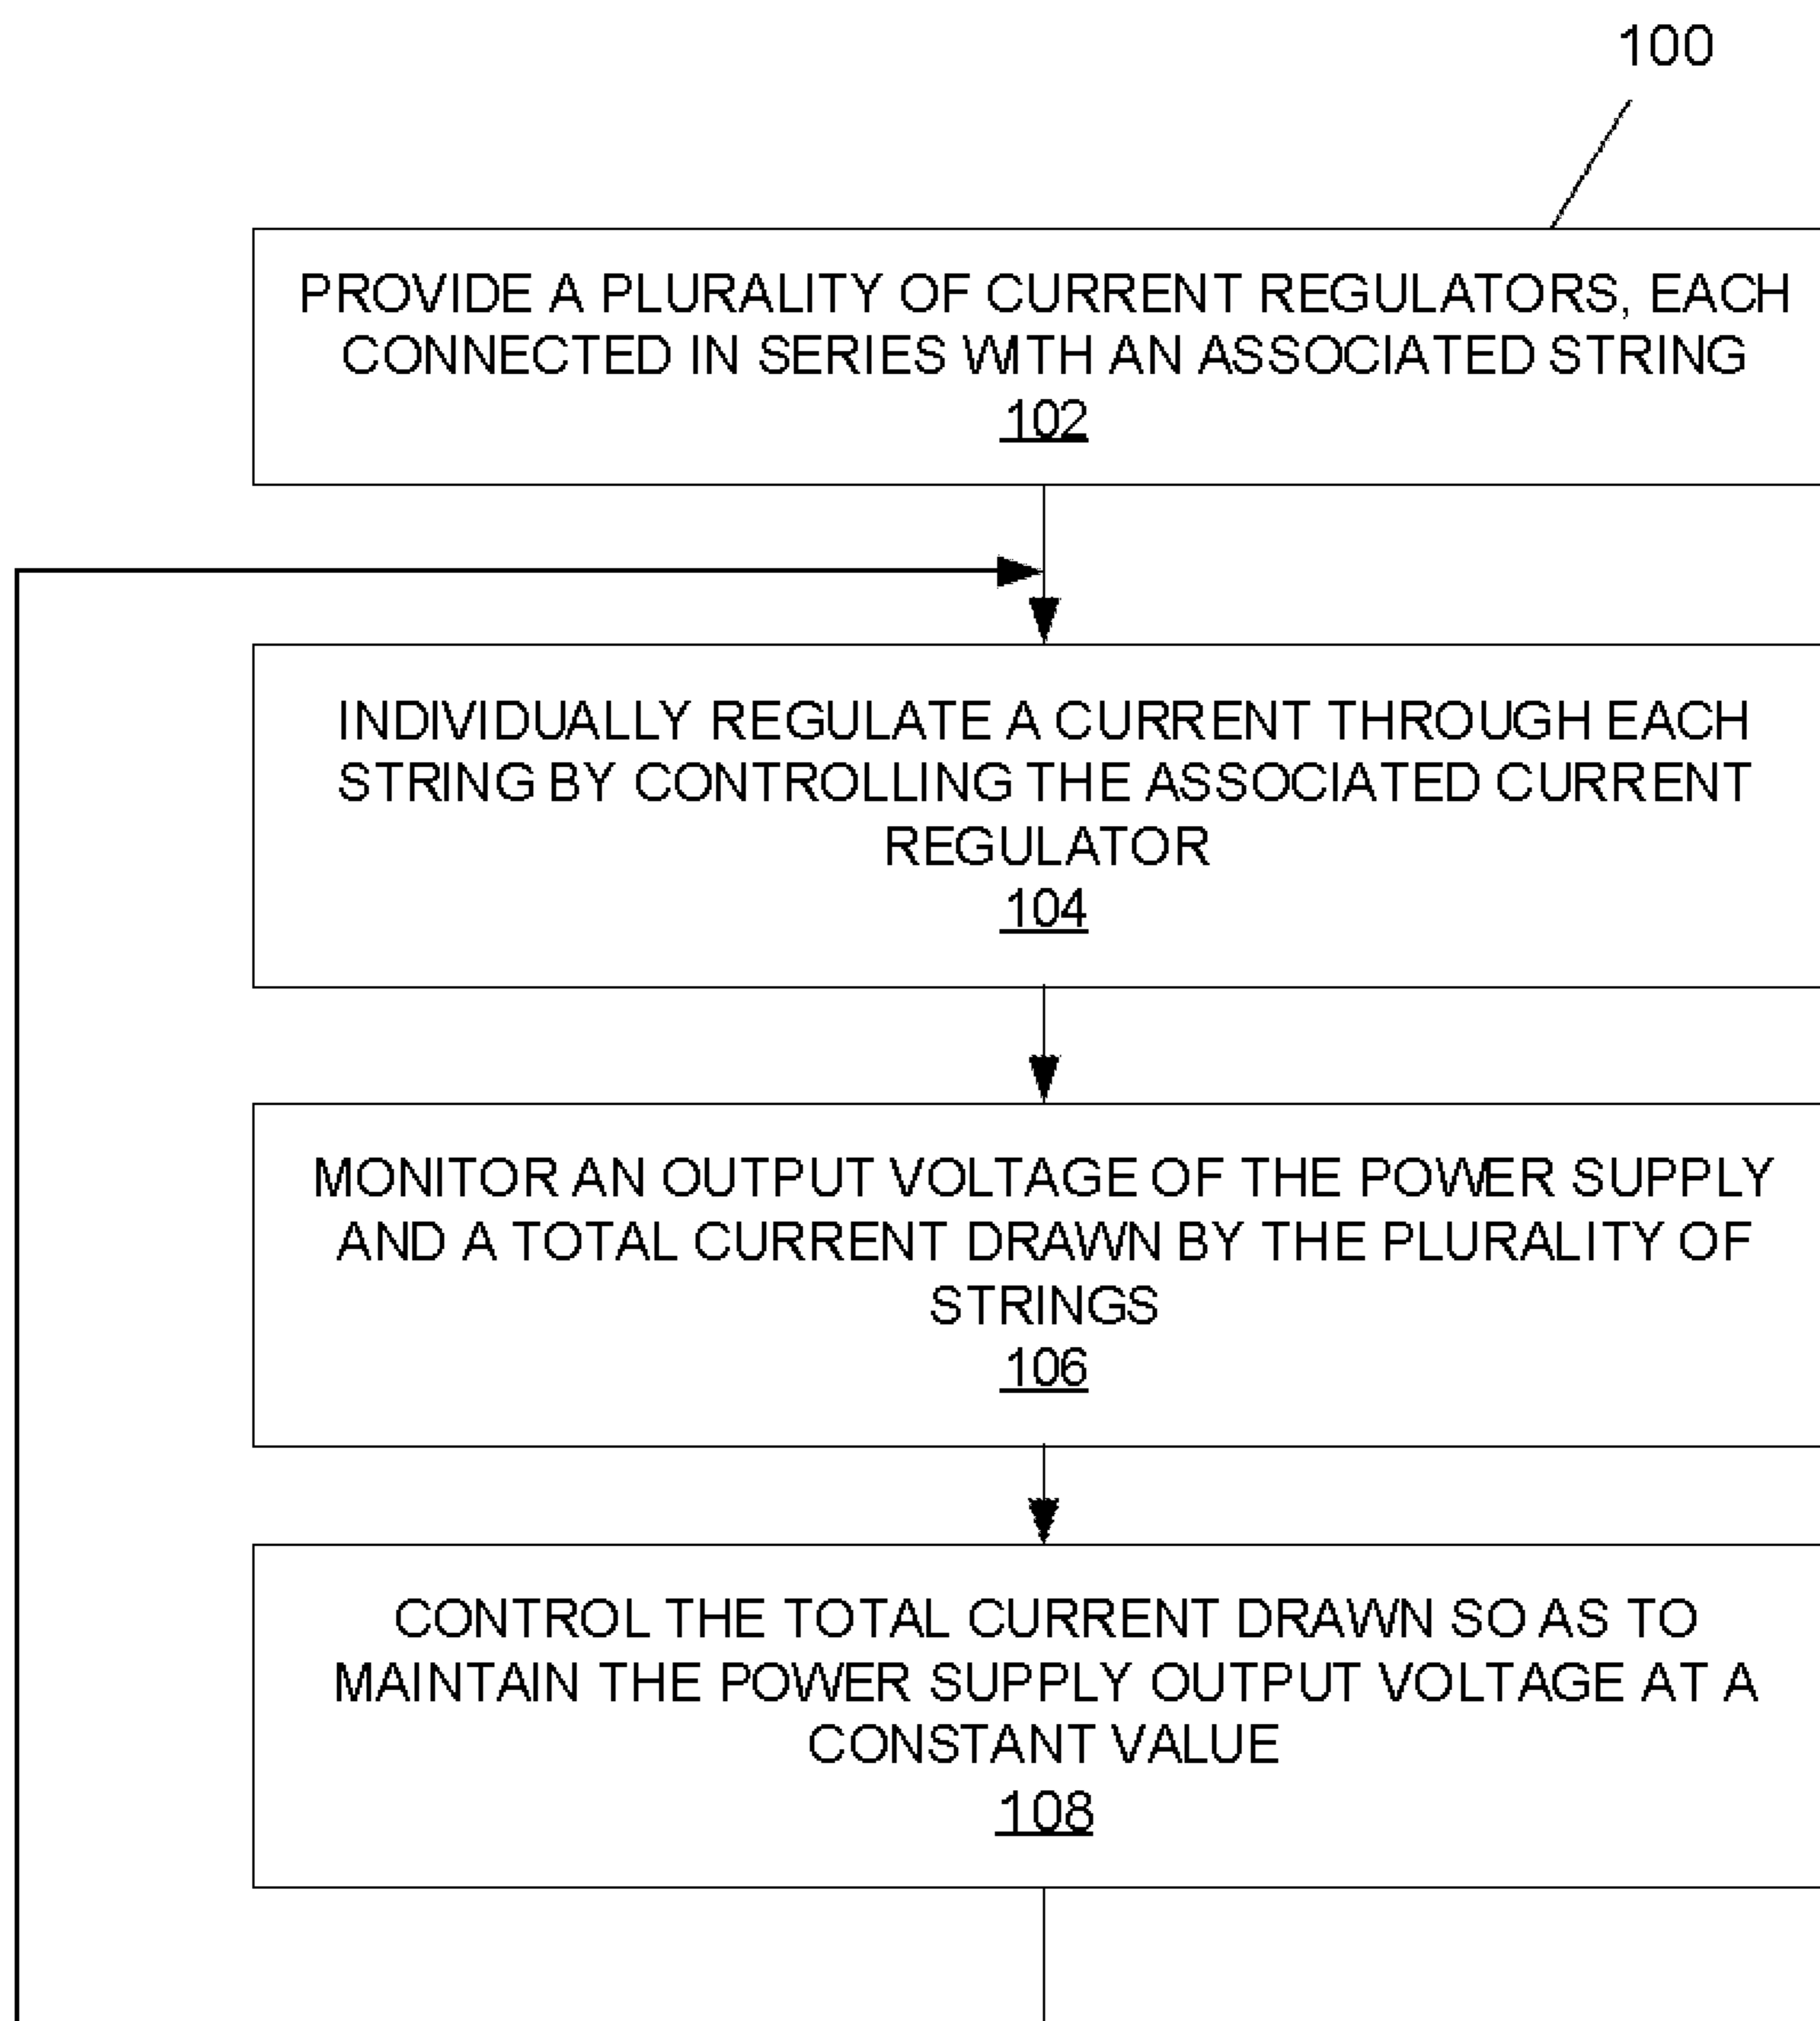 100
PROVIDE A PLURALITY OF CURRENT REGULATORS, EACH
CONNECTED IN SERIES WITH AN ASSOCIATED STRING
102
INDIVIDUALLY REGULATE A CURRENT THROUGH EACH
STRING BY CONTROLLING THE ASSOCIATED CURRENT
REGULATOR
104
MONITOR AN OUTPUT VOLTAGE OF THE POWER SUPPLY
AND A TOTAL CURRENT DRAWN BY THE PLURALITY OF
STRINGS
106
CONTROL THE TOTAL CURRENT DRAWN SO AS TO
MAINTAIN THE POWER SUPPLY OUTPUT VOLTAGE AT A
CONSTANT VALUE
108